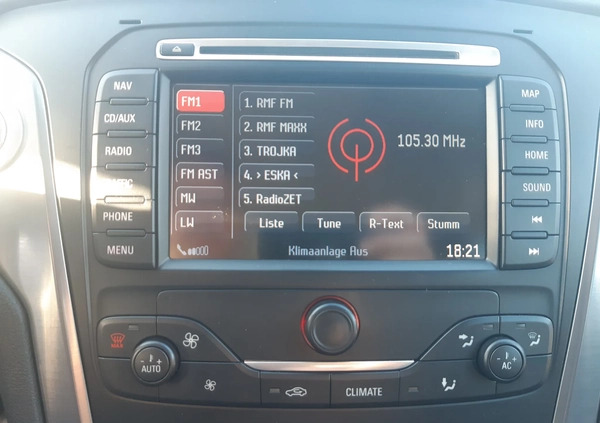 NAV
CD/AUX
RADIO
PHONE
MENU
FM1
FM2
FM3
FM AST
MW
LW
1. RMF FM
2. RMF MAXX
3. TROJKA
4. > ESKA <
5. RadioZET
105.30 MHz
Liste
Tune
R-Text
Stumm
Klimaanlage Aus
18:21
MAP
INFO
HOME
SOUND
MAX
- +
AUTO
CLIMATE
- +
AC